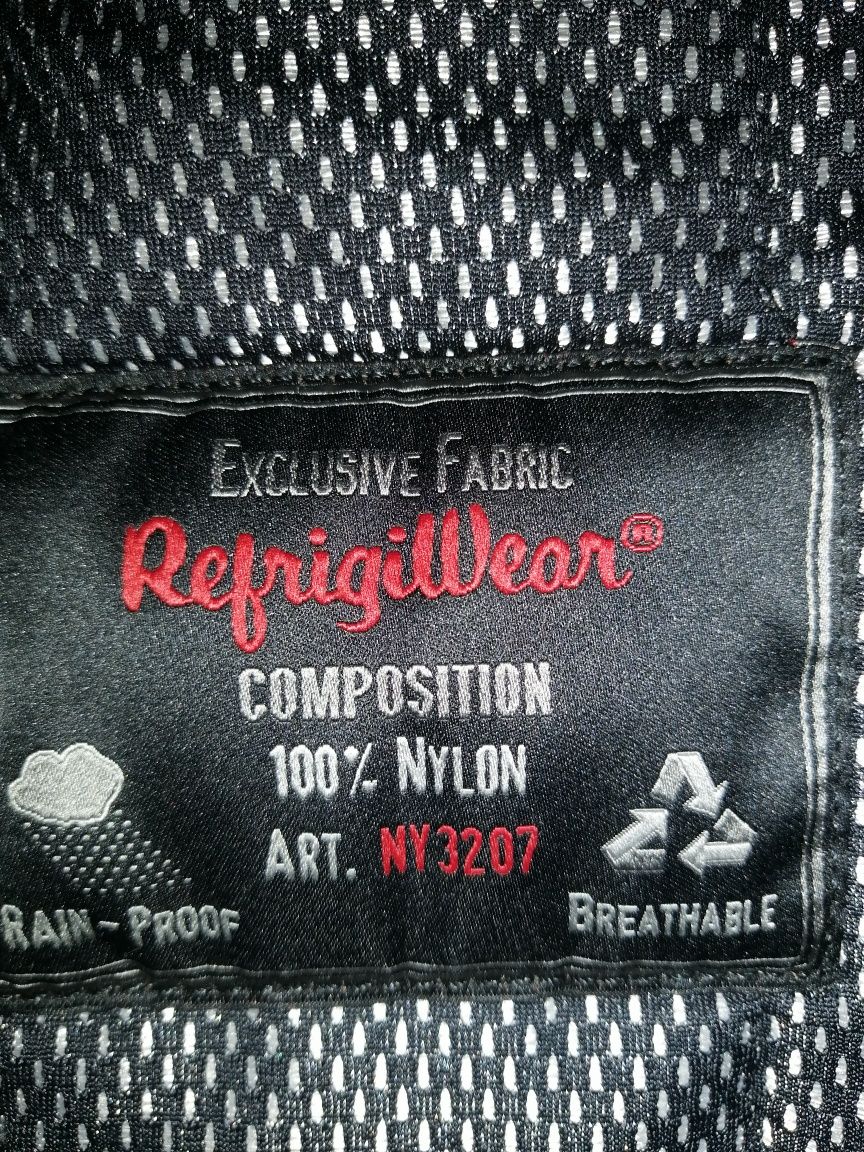 EXCLUSIVE FABRIC
RefrigiWear®
COMPOSITION
100% NYLON
ART. NY3207
RAIN-PROOF
BREATHABLE